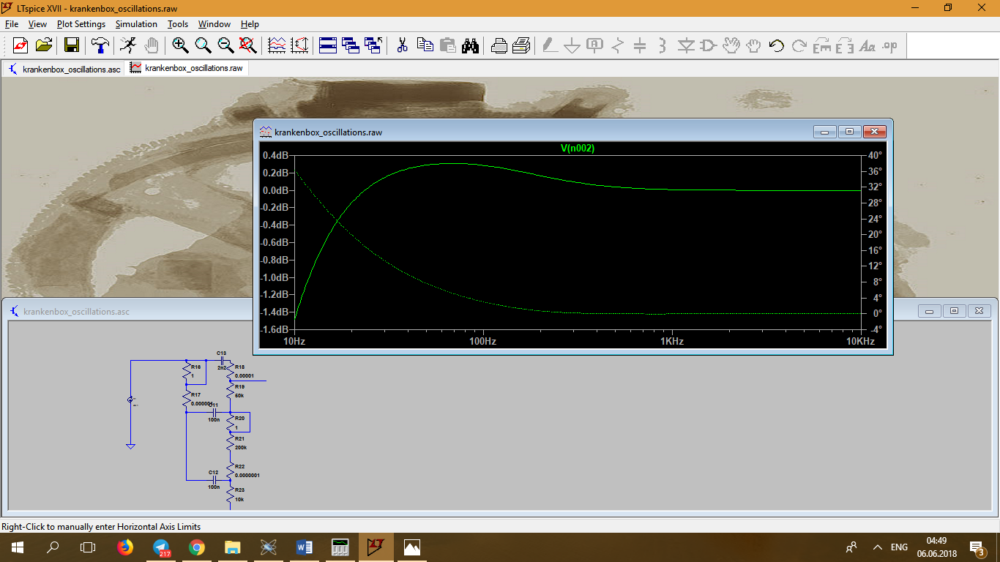 LTspice XVII - krankenbox_oscillations.raw
File View Plot Settings Simulation Tools Window Help
krankenbox_oscillations.asc krankenbox_oscillations.raw
krankenbox_oscillations.raw
V(n002)
0.4dB 40°
0.2dB 36°
0.0dB 32°
-0.2dB 28°
-0.4dB 24°
-0.6dB 20°
-0.8dB 16°
-1.0dB 12°
-1.2dB 8°
-1.4dB 4°
0°
-1.6dB -4°
10Hz 100Hz 1KHz 10KHz
krankenbox_oscillations.asc
C13
R16 2n2 R18
1 0.00001
R19
R17 50k
0.000001 C11
100n R20
1
R21
200k
R22
C12 0.0000001
100n R23
10k
Right-Click to manually enter Horizontal Axis Limits
217
ENG 04:49
06.06.2018 3